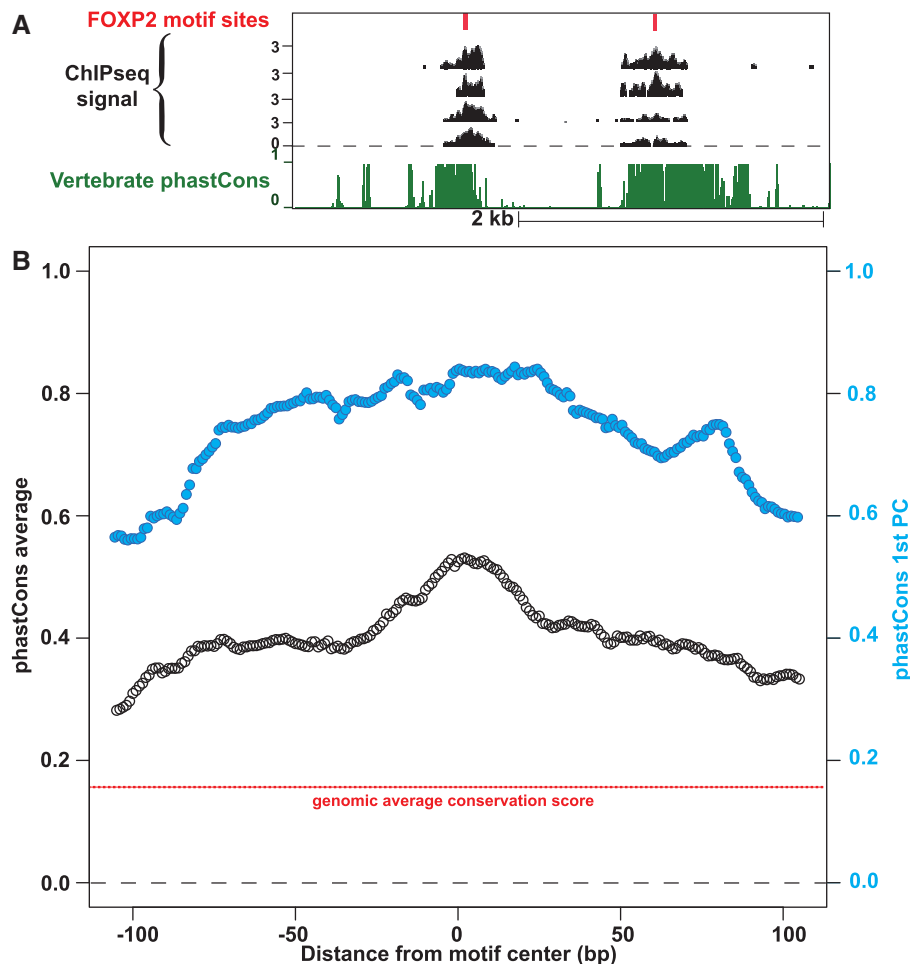 A
FOXP2 motif sites
ChIPseq
signal
3
3
3
3
0
Vertebrate phastCons
1
0
2 kb
B
1.0
0.8
0.6
0.4
0.2
0.0
phastCons average
1.0
0.8
0.6
0.4
0.2
0.0
phastCons 1st PC
genomic average conservation score
-100
-50
0
50
100
Distance from motif center (bp)